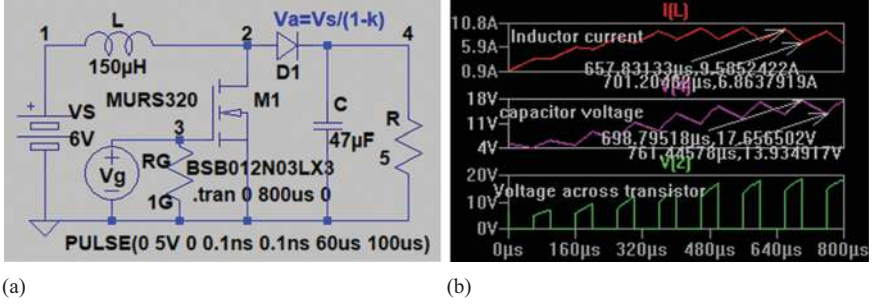 Va=Vs/(1-k)
1
L
2
4
150µH
D1
MURS320
M1
VS
6V
3
C
47µF
R
5
Vg
RG
1G
BSB012N03LX3
.tran 0 800us 0
PULSE(0 5V 0 0.1ns 0.1ns 60us 100us)
(a)
I(L)
10.8A
5.9A
0.9A
Inductor current
657.83133µs,9.5852422A
701.20482µs,6.8637919A
18V
11V
4V
capacitor voltage
698.79518µs,17.656502V
761.44578µs,13.934917V
V(2)
20V
10V
0V
Voltage across transistor
0µs 160µs 320µs 480µs 640µs 800µs
(b)